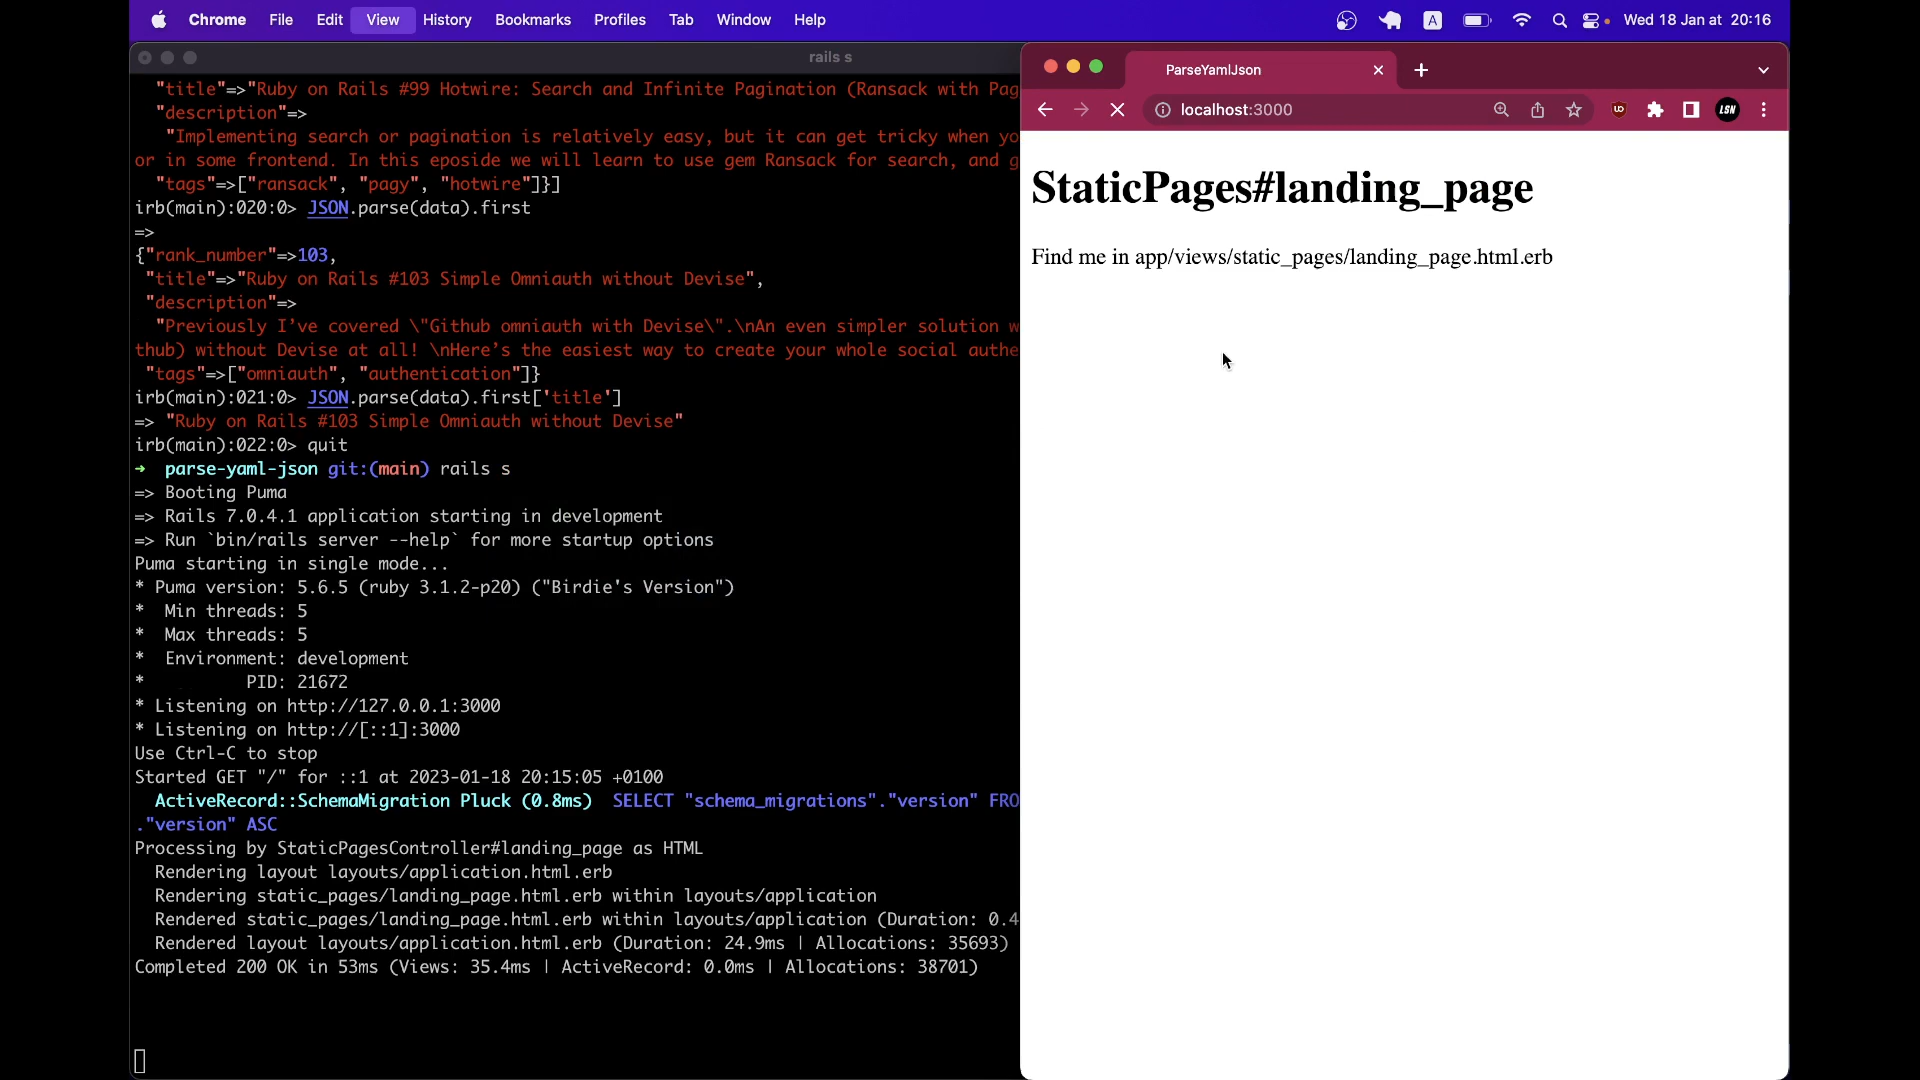 Chrome File Edit View History Bookmarks Profiles Tab Window Help
A
Wed 18 Jan at 20:16
rails s
"title"=>"Ruby on Rails #99 Hotwire: Search and Infinite Pagination (Ransack with Pag
"description"=>
"Implementing search or pagination is relatively easy, but it can get tricky when yo
or in some frontend. In this eposide we will learn to use gem Ransack for search, and g
"tags"=>["ransack", "pagy", "hotwire"]}]
irb(main):020:0> JSON.parse(data).first
=>
{"rank_number"=>103,
"title"=>"Ruby on Rails #103 Simple Omniauth without Devise",
"description"=>
"Previously I've covered \"Github omniauth with Devise\".\nAn even simpler solution w
thub) without Devise at all! \nHere's the easiest way to create your whole social authe
"tags"=>["omniauth", "authentication"]}
irb(main):021:0> JSON.parse(data).first['title']
=> "Ruby on Rails #103 Simple Omniauth without Devise"
irb(main):022:0> quit
➜ parse-yaml-json git:(main) rails s
=> Booting Puma
=> Rails 7.0.4.1 application starting in development
=> Run `bin/rails server --help` for more startup options
Puma starting in single mode...
* Puma version: 5.6.5 (ruby 3.1.2-p20) ("Birdie's Version")
* Min threads: 5
* Max threads: 5
* Environment: development
* PID: 21672
* Listening on http://127.0.0.1:3000
* Listening on http://[::1]:3000
Use Ctrl-C to stop
Started GET "/" for ::1 at 2023-01-18 20:15:05 +0100
ActiveRecord::SchemaMigration Pluck (0.8ms) SELECT "schema_migrations"."version" FRO
."version" ASC
Processing by StaticPagesController#landing_page as HTML
Rendering layout layouts/application.html.erb
Rendering static_pages/landing_page.html.erb within layouts/application
Rendered static_pages/landing_page.html.erb within layouts/application (Duration: 0.4
Rendered layout layouts/application.html.erb (Duration: 24.9ms | Allocations: 35693)
Completed 200 OK in 53ms (Views: 35.4ms | ActiveRecord: 0.0ms | Allocations: 38701)
ParseYamlJson
localhost:3000
LSN
StaticPages#landing_page
Find me in app/views/static_pages/landing_page.html.erb